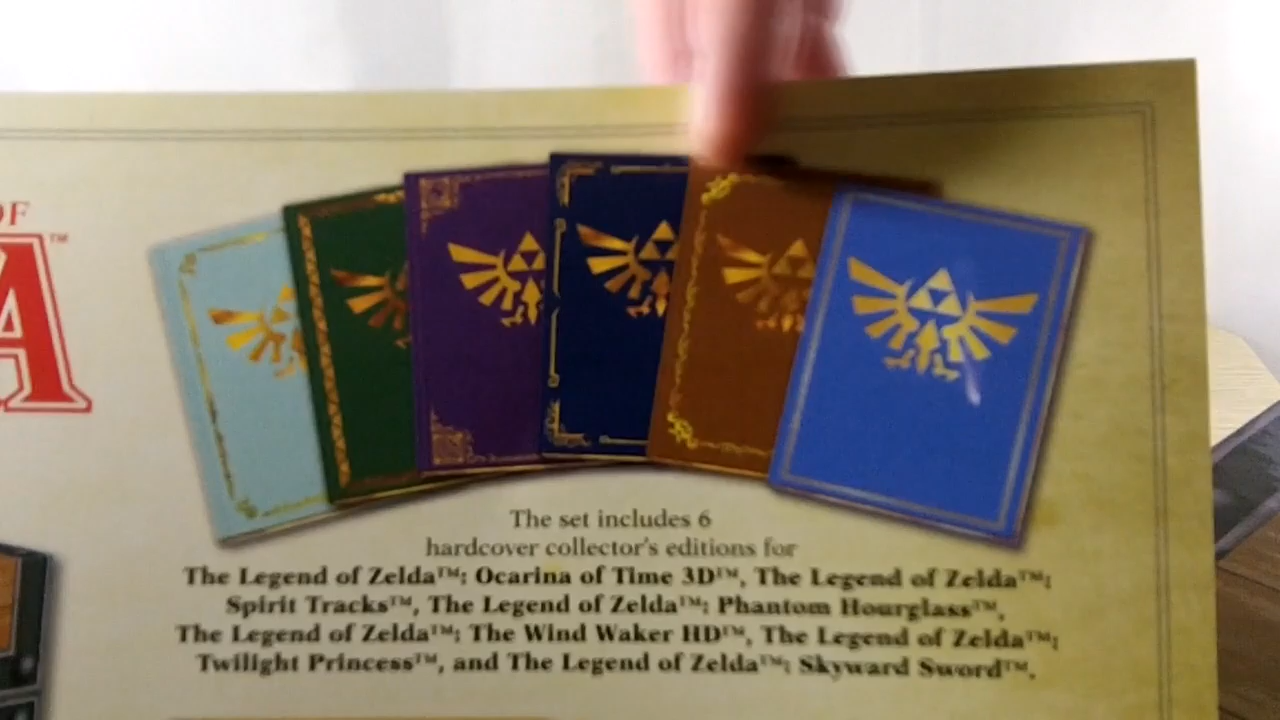 OF
A™
The set includes 6
hardcover collector's editions for
The Legend of Zelda™: Ocarina of Time 3D™, The Legend of Zelda™:
Spirit Tracks™, The Legend of Zelda™: Phantom Hourglass™,
The Legend of Zelda™: The Wind Waker HD™, The Legend of Zelda™:
Twilight Princess™, and The Legend of Zelda™: Skyward Sword™.